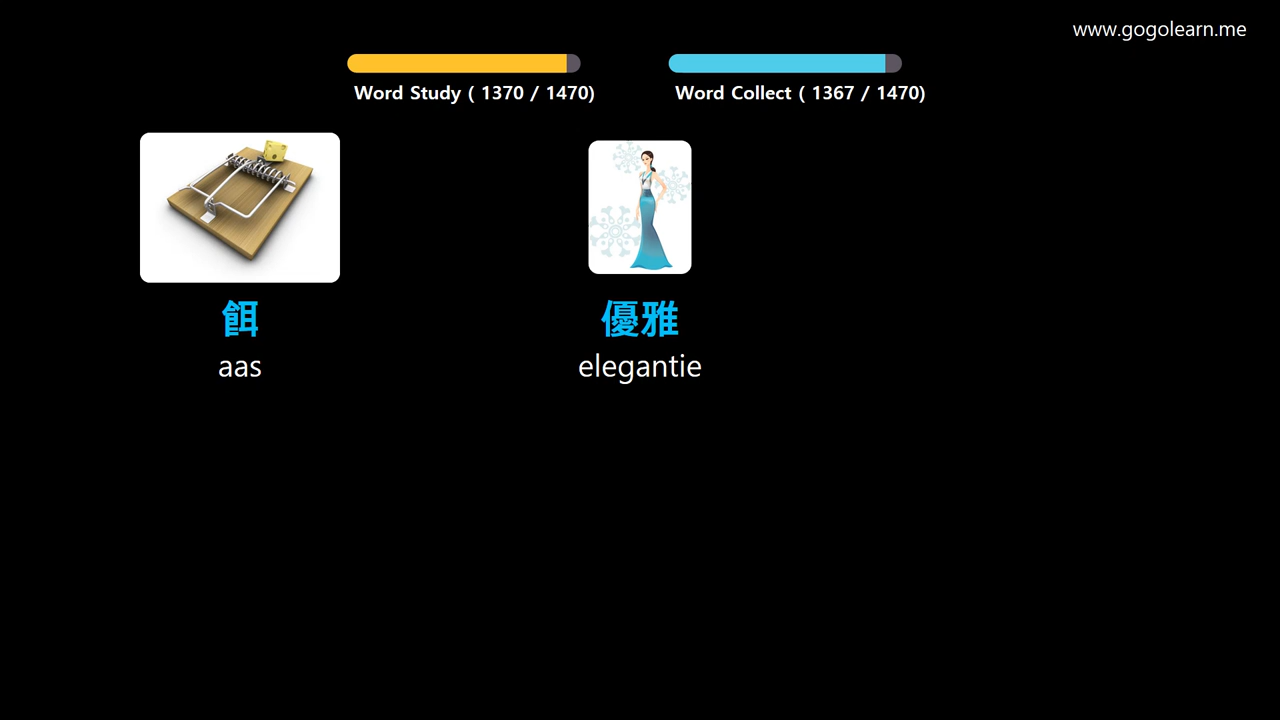 www.gogolearn.me
Word Study ( 1370 / 1470)
Word Collect ( 1367 / 1470)
餌
aas
優雅
elegantie